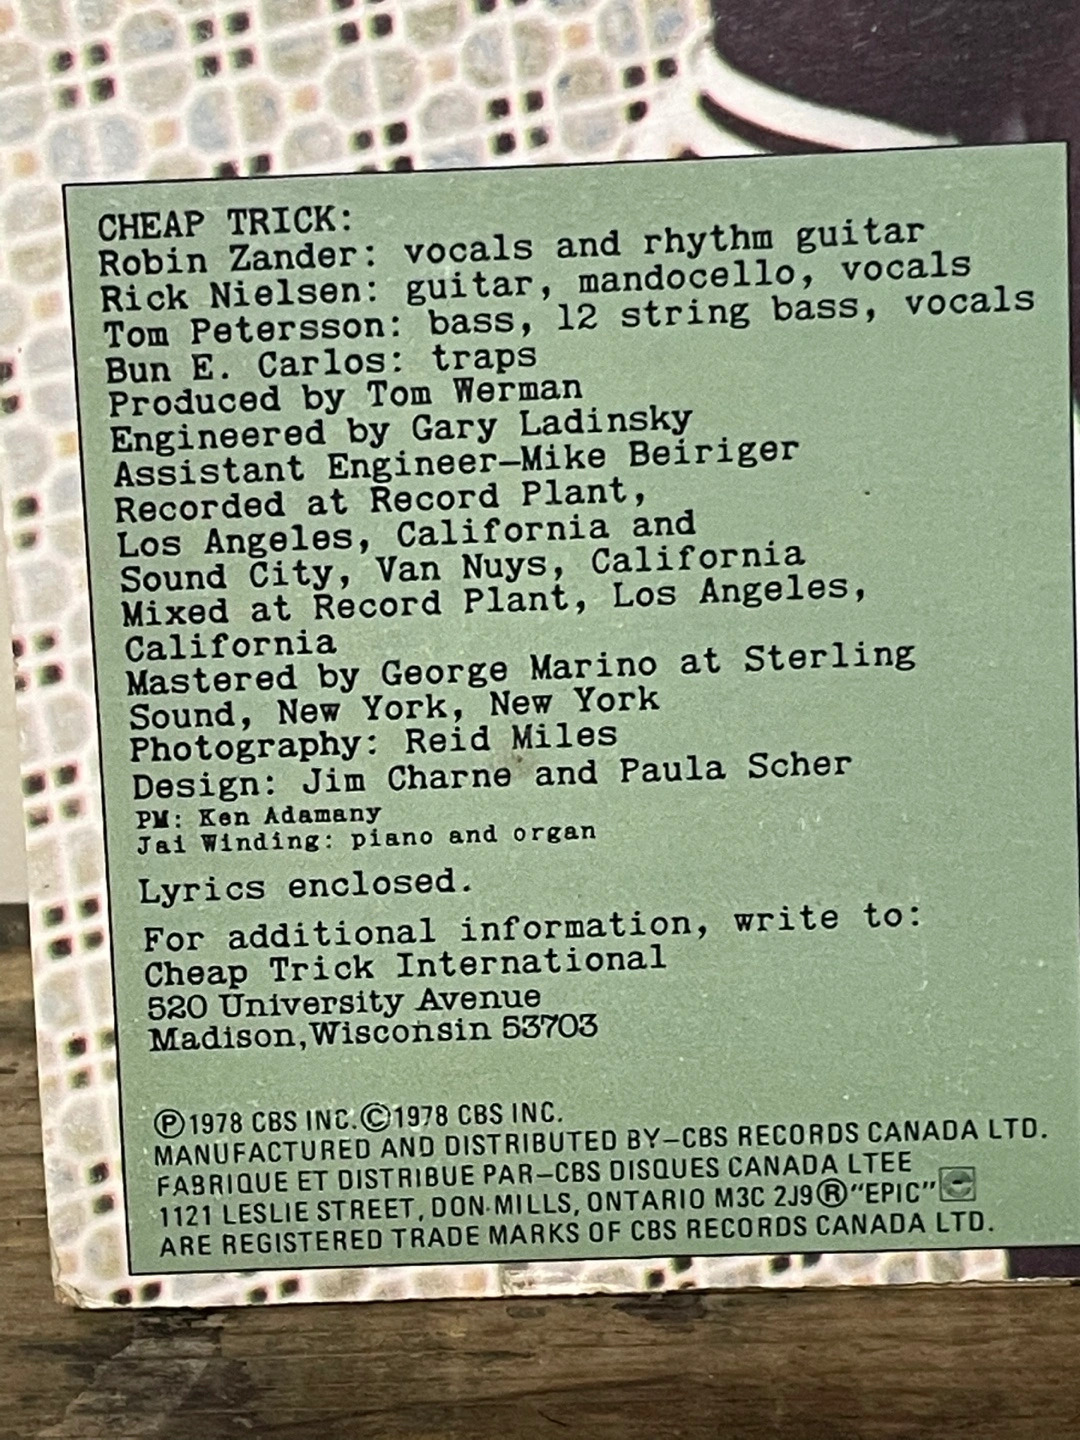 CHEAP TRICK:
Robin Zander: vocals and rhythm guitar
Rick Nielsen: guitar, mandocello, vocals
Tom Petersson: bass, 12 string bass, vocals
Bun E. Carlos: traps
Produced by Tom Werman
Engineered by Gary Ladinsky
Assistant Engineer—Mike Beiriger
Recorded at Record Plant,
Los Angeles, California and
Sound City, Van Nuys, California
Mixed at Record Plant, Los Angeles,
California
Mastered by George Marino at Sterling
Sound, New York, New York
Photography: Reid Miles
Design: Jim Charne and Paula Scher
PM: Ken Adamany
Jai Winding: piano and organ
Lyrics enclosed.
For additional information, write to:
Cheap Trick International
520 University Avenue
Madison,Wisconsin 53703
Ⓟ1978 CBS INC.©1978 CBS INC.
MANUFACTURED AND DISTRIBUTED BY—CBS RECORDS CANADA LTD.
FABRIQUE ET DISTRIBUE PAR—CBS DISQUES CANADA LTEE
1121 LESLIE STREET, DON·MILLS, ONTARIO M3C 2J9®"EPIC"
ARE REGISTERED TRADE MARKS OF CBS RECORDS CANADA LTD.